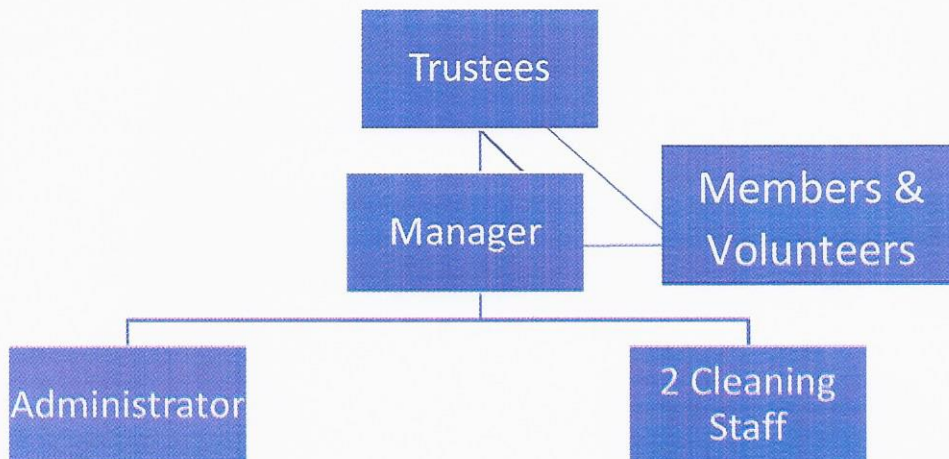 Trustees
Manager
Members &
Volunteers
Administrator
2 Cleaning
Staff